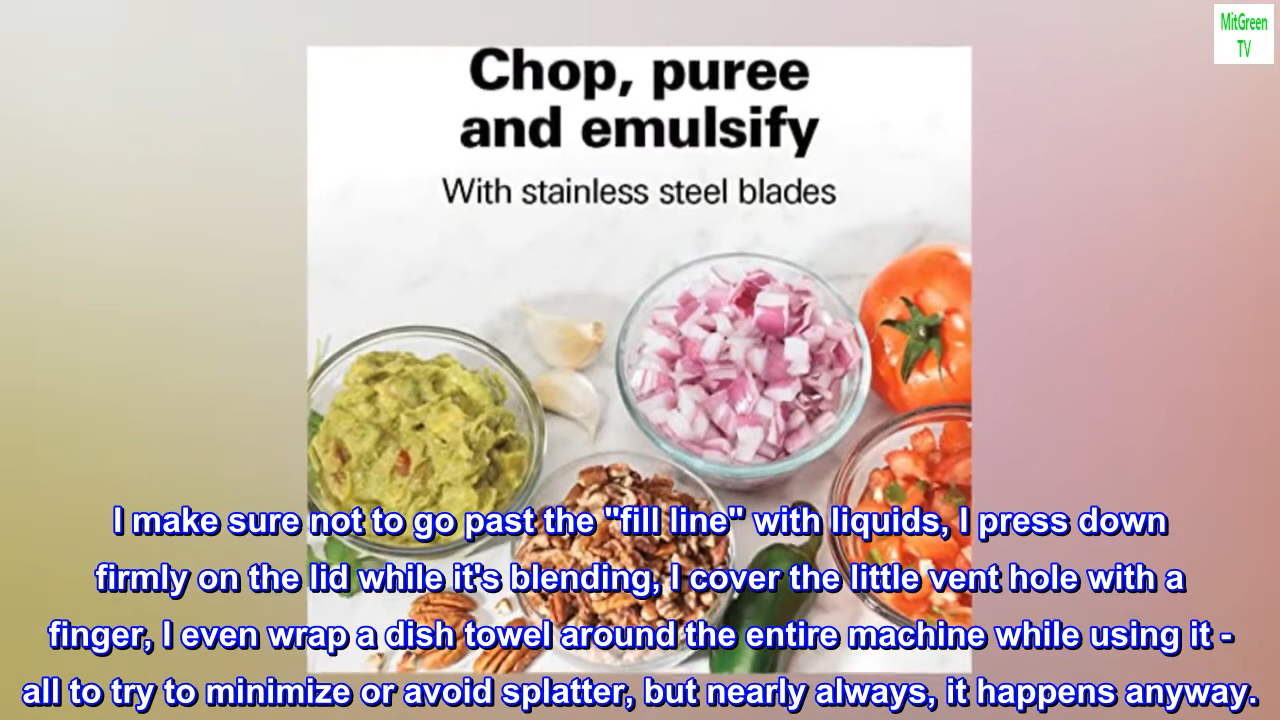 MitGreen
TV
Chop, puree
and emulsify
With stainless steel blades
I make sure not to go past the "fill line" with liquids, I press down
firmly on the lid while it's blending, I cover the little vent hole with a
finger, I even wrap a dish towel around the entire machine while using it -
all to try to minimize or avoid splatter, but nearly always, it happens anyway.